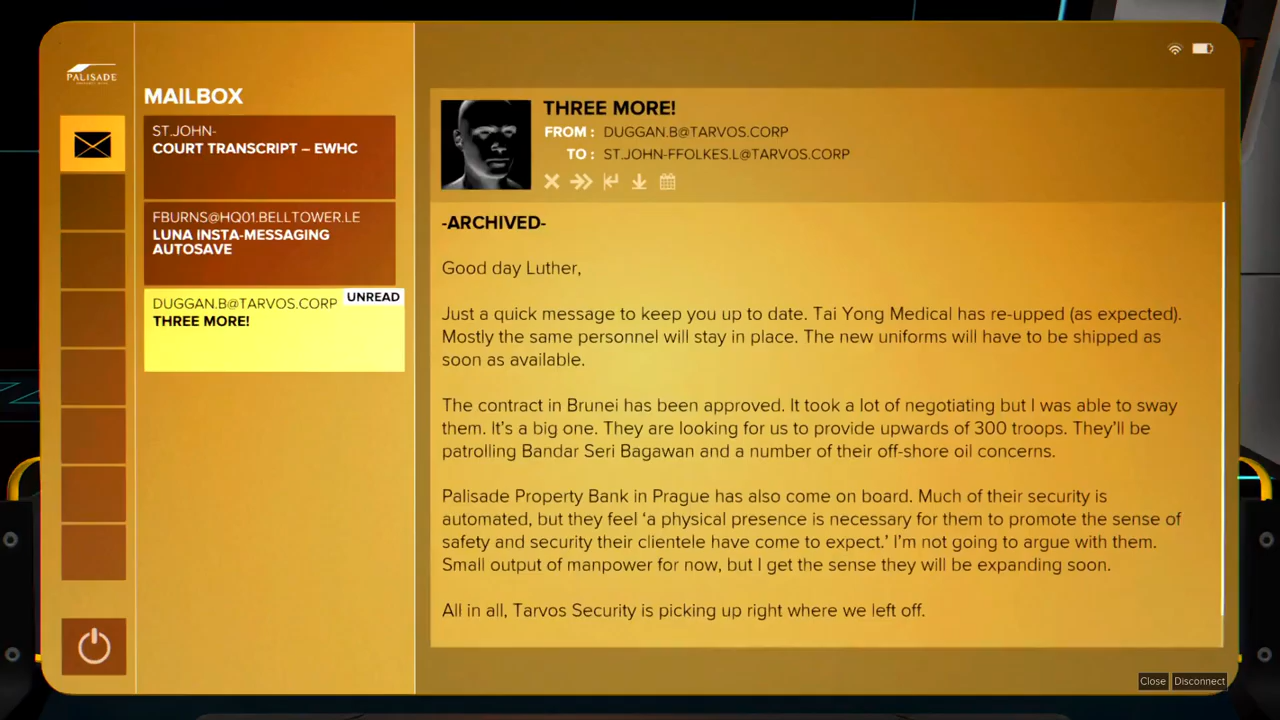 PALISADE
MAILBOX
ST.JOHN-
COURT TRANSCRIPT – EWHC
FBURNS@HQ01.BELLTOWER.LE
LUNA INSTA-MESSAGING
AUTOSAVE
DUGGAN.B@TARVOS.CORP
UNREAD
THREE MORE!
THREE MORE!
FROM : DUGGAN.B@TARVOS.CORP
TO : ST.JOHN-FFOLKES.L@TARVOS.CORP
-ARCHIVED-
Good day Luther,
Just a quick message to keep you up to date. Tai Yong Medical has re-upped (as expected).
Mostly the same personnel will stay in place. The new uniforms will have to be shipped as
soon as available.
The contract in Brunei has been approved. It took a lot of negotiating but I was able to sway
them. It's a big one. They are looking for us to provide upwards of 300 troops. They'll be
patrolling Bandar Seri Bagawan and a number of their off-shore oil concerns.
Palisade Property Bank in Prague has also come on board. Much of their security is
automated, but they feel ‘a physical presence is necessary for them to promote the sense of
safety and security their clientele have come to expect.’ I'm not going to argue with them.
Small output of manpower for now, but I get the sense they will be expanding soon.
All in all, Tarvos Security is picking up right where we left off.
Close Disconnect